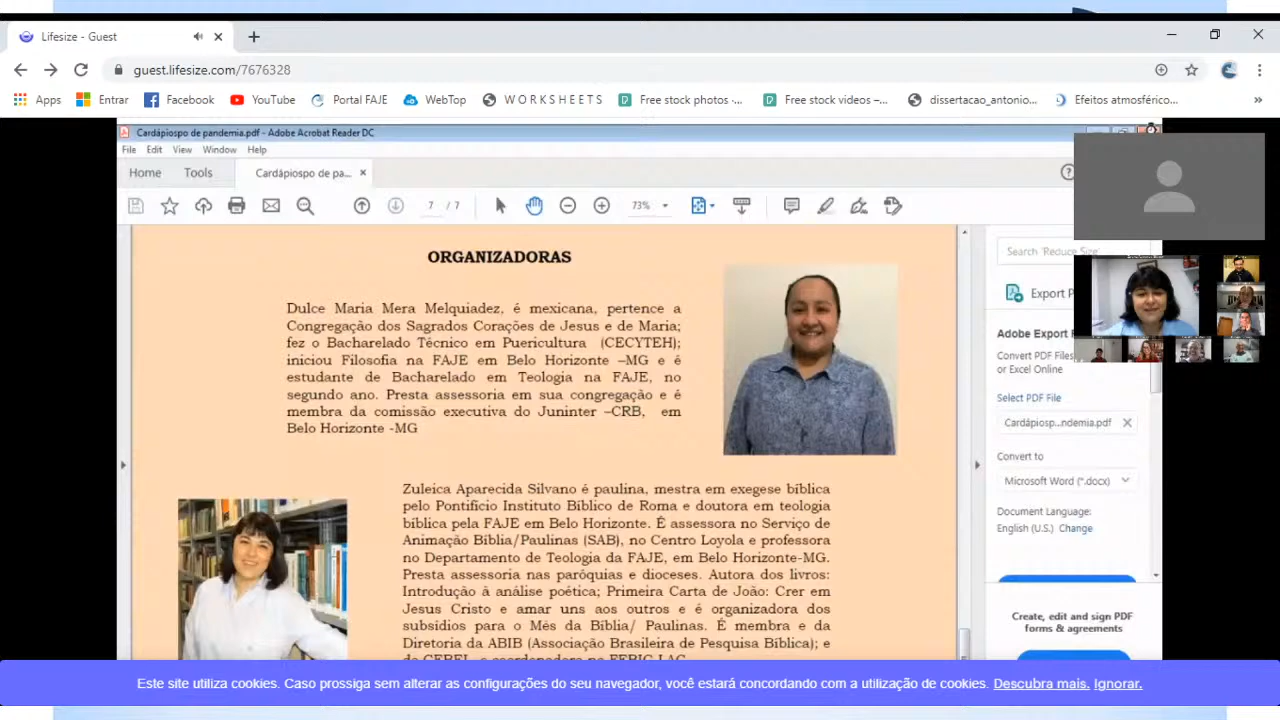 Lifesize - Guest
guest.lifesize.com/7676328
Apps Entrar Facebook YouTube Portal FAJE WebTop W O R K S H E E T S Free stock photos ·... Free stock videos –... dissertacao_antonio... Efeitos atmosféric... »
Cardápiospo de pandemia.pdf - Adobe Acrobat Reader DC
File Edit View Window Help
Home Tools Cardápiospo de pa... ×
7 / 7 73%
ORGANIZADORAS
Dulce Maria Mera Melquiadez, é mexicana, pertence a
Congregação dos Sagrados Corações de Jesus e de Maria;
fez o Bacharelado Técnico em Puericultura (CECYTEH);
iniciou Filosofia na FAJE em Belo Horizonte –MG e é
estudante de Bacharelado em Teologia na FAJE, no
segundo ano. Presta assessoria em sua congregação e é
membra da comissão executiva do Juninter –CRB, em
Belo Horizonte -MG
Zuleica Aparecida Silvano é paulina, mestra em exegese bíblica
pelo Pontifício Instituto Bíblico de Roma e doutora em teologia
bíblica pela FAJE em Belo Horizonte. É assessora no Serviço de
Animação Bíblia/Paulinas (SAB), no Centro Loyola e professora
no Departamento de Teologia da FAJE, em Belo Horizonte-MG.
Presta assessoria nas paróquias e dioceses. Autora dos livros:
Introdução à análise poética; Primeira Carta de João: Crer em
Jesus Cristo e amar uns aos outros e é organizadora dos
subsídios para o Mês da Bíblia/ Paulinas. É membra e da
Diretoria da ABIB (Associação Brasileira de Pesquisa Bíblica); e
Search 'Reduce Size'
Export P
Adobe Export
Convert PDF Files
or Excel Online
Select PDF File
Cardápiosp...ndemia.pdf
Convert to
Microsoft Word (*.docx)
Document Language:
English (U.S.) Change
Create, edit and sign PDF
forms & agreements
Este site utiliza cookies. Caso prossiga sem alterar as configurações do seu navegador, você estará concordando com a utilização de cookies. Descubra mais. Ignorar.